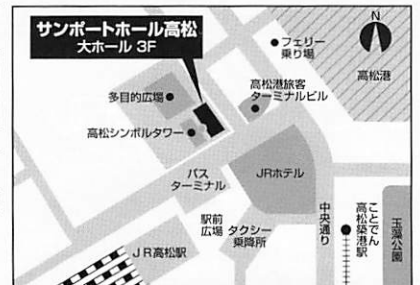 サンポートホール高松
大ホール 3F
N
フェリー
乗り場
高松港
高松港旅客
ターミナルビル
多目的広場
高松シンボルタワー
バス
ターミナル
JRホテル
駅前
広場
タクシー
乗降所
中央通り
ことでん
高松築港駅
玉藻公園
JR高松駅